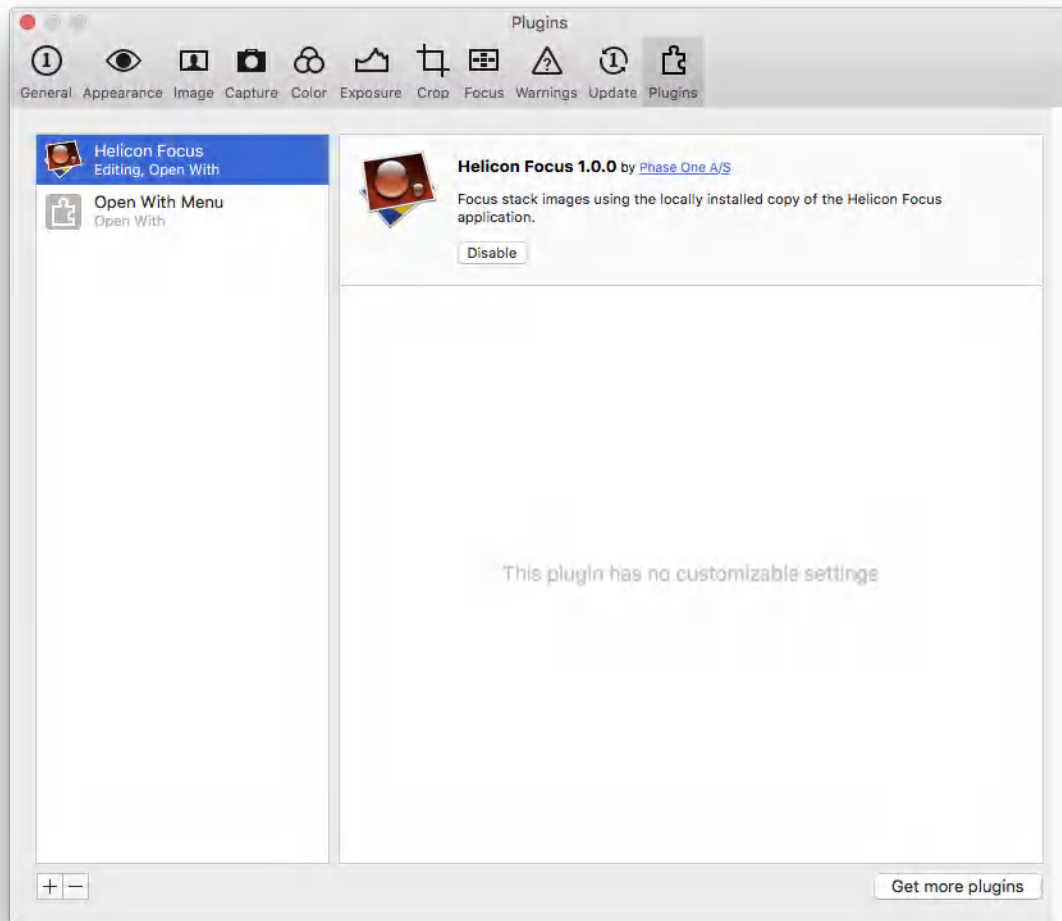 Plugins
General Appearance Image Capture Color Exposure Crop Focus Warnings Update Plugins
Helicon Focus
Editing, Open With
Open With Menu
Open With
Helicon Focus 1.0.0 by Phase One A/S
Focus stack images using the locally installed copy of the Helicon Focus
application.
Disable
This plugin has no customizable settings
Get more plugins